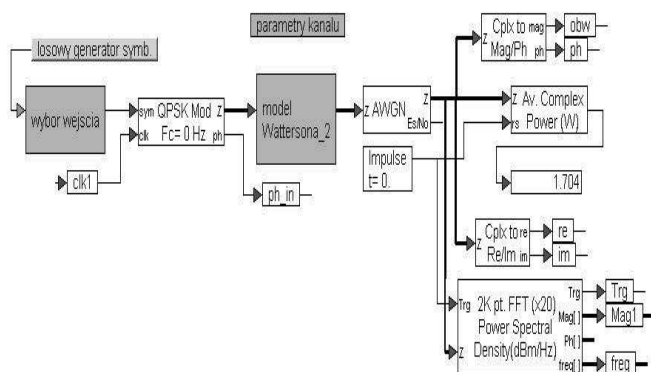 parametry kanalu
losowy generator symb.
wybor wejscia
clk1
sym QPSK Mod Z
clk Fc= 0 Hz ph
ph_in
model
Wattersona_2
Z AWGN Z
Es/No
Impulse
t= 0.
Z Cplx to mag
Mag/Ph ph
obw
ph
Z Av. Complex
rs Power (W)
1.704
Z Cplx to re
Re/Im im
re
im
Trg 2K pt. FFT (x20) Trg
Power Spectral Mag[ ]
Density(dBm/Hz) Ph[ ]
Z freq[ ]
Trg
Mag1
freq